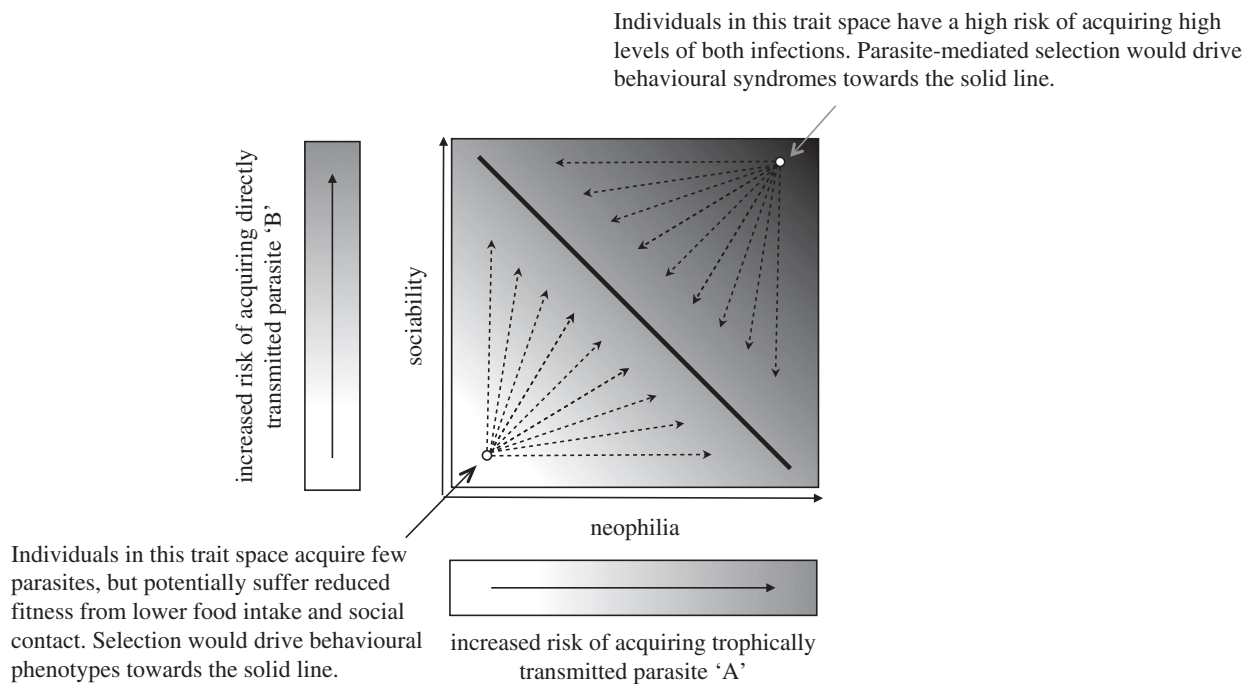 Individuals in this trait space have a high risk of acquiring high
levels of both infections. Parasite-mediated selection would drive
behavioural syndromes towards the solid line.
increased risk of acquiring directly
transmitted parasite ‘B’
sociability
neophilia
Individuals in this trait space acquire few
parasites, but potentially suffer reduced
fitness from lower food intake and social
contact. Selection would drive behavioural
phenotypes towards the solid line.
increased risk of acquiring trophically
transmitted parasite ‘A’